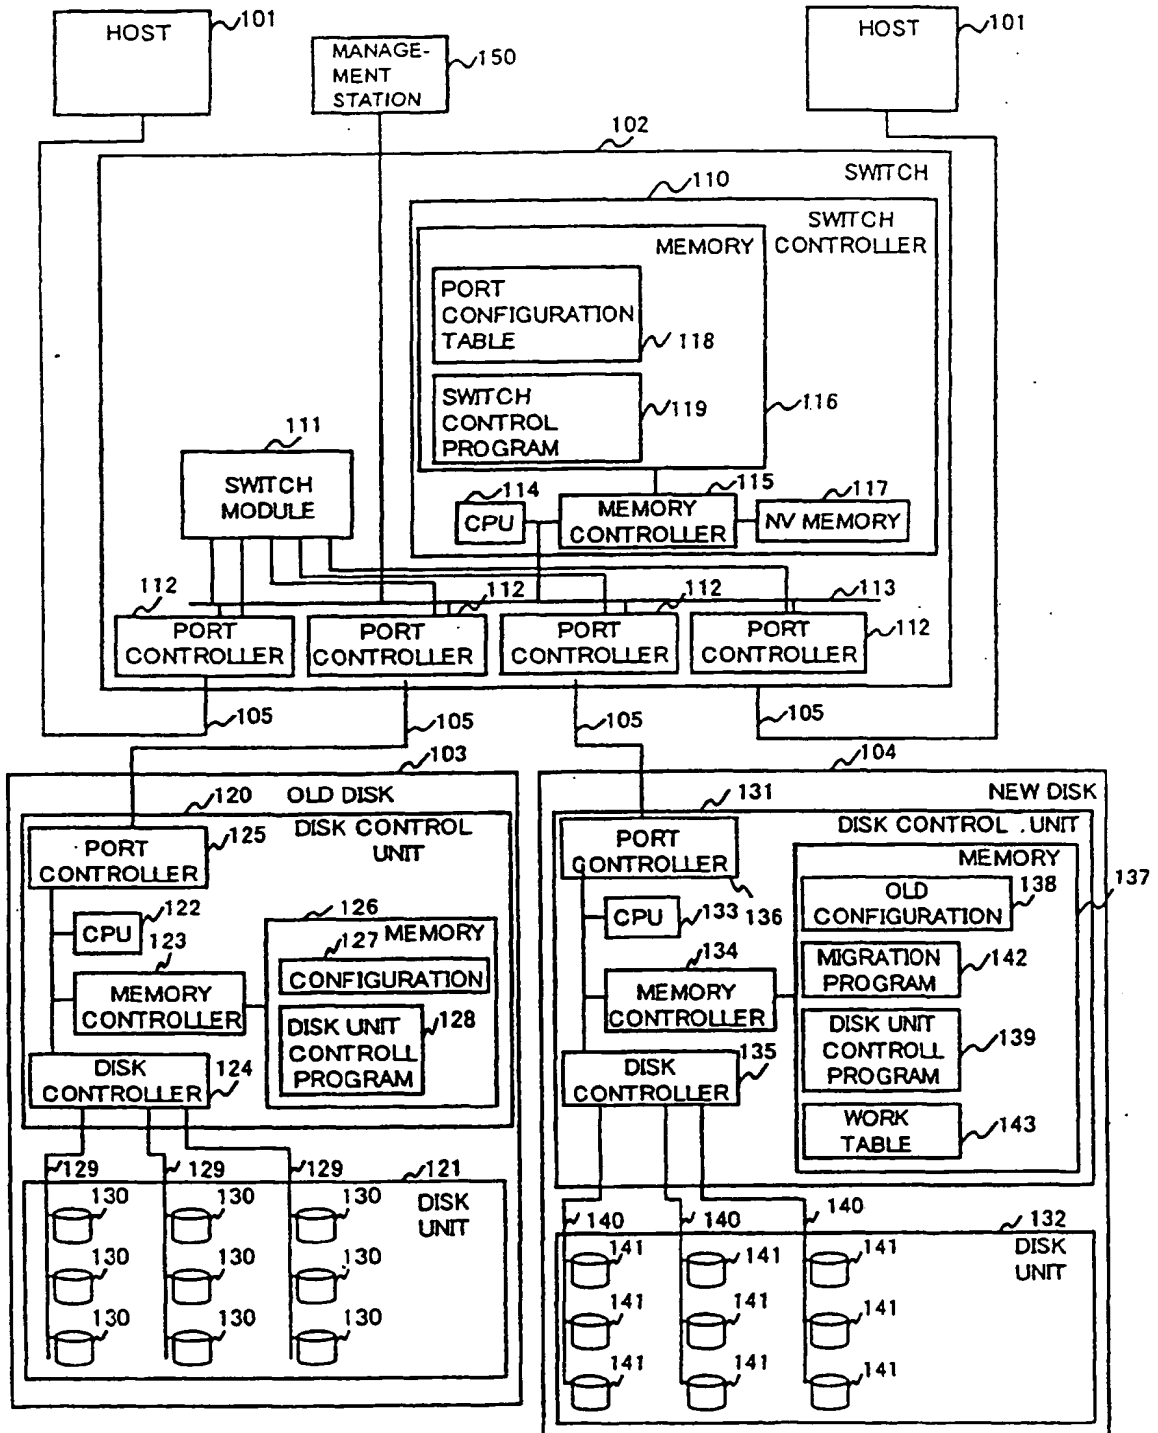 HOST
101
MANAGE-
MENT
STATION
150
HOST
101
102
SWITCH
110
SWITCH
CONTROLLER
MEMORY
PORT
CONFIGURATION
TABLE
118
SWITCH
CONTROL
PROGRAM
119
116
111
SWITCH
MODULE
114
CPU
115
MEMORY
CONTROLLER
117
NV MEMORY
112
PORT
CONTROLLER
112
PORT
CONTROLLER
112
PORT
CONTROLLER
113
PORT
CONTROLLER
112
105
105
105
105
103
OLD DISK
120
DISK CONTROL
UNIT
125
PORT
CONTROLLER
122
CPU
123
MEMORY
CONTROLLER
126
MEMORY
127
CONFIGURATION
128
DISK UNIT
CONTROLL
PROGRAM
DISK
CONTROLLER
124
129
129
129
121
DISK
UNIT
130
130
130
130
130
130
130
130
130
104
NEW DISK
131
DISK CONTROL . UNIT
PORT
CONTROLLER
136
MEMORY
137
OLD
CONFIGURATION
138
CPU
133
MIGRATION
PROGRAM
142
134
MEMORY
CONTROLLER
DISK UNIT
CONTROLL
PROGRAM
139
135
DISK
CONTROLLER
WORK
TABLE
143
140
140
140
132
DISK
UNIT
141
141
141
141
141
141
141
141
141